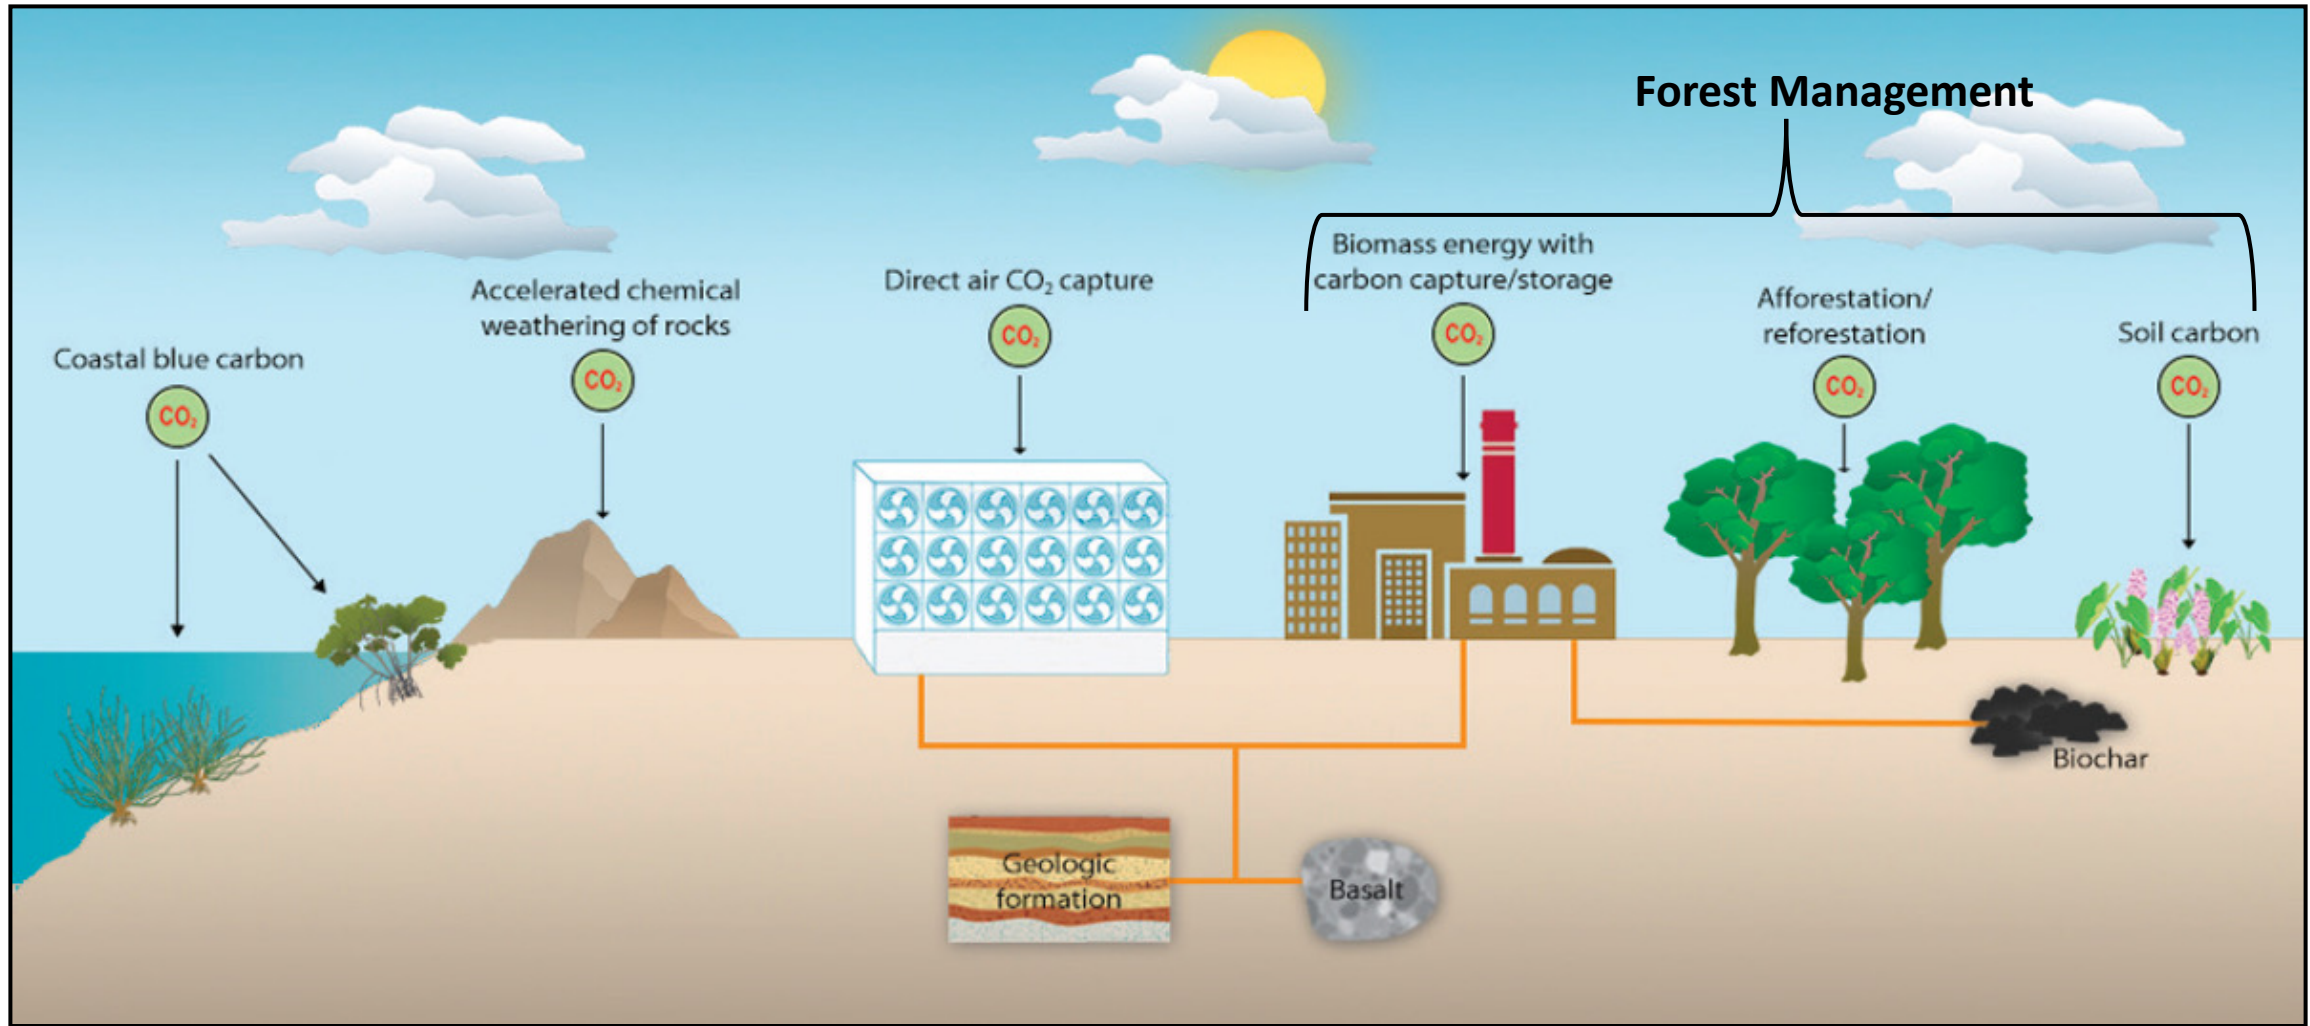 Forest Management
Coastal blue carbon
CO₂
Accelerated chemical
weathering of rocks
CO₂
Direct air CO₂ capture
CO₂
Biomass energy with
carbon capture/storage
CO₂
Afforestation/
reforestation
CO₂
Soil carbon
CO₂
Biochar
Geologic
formation
Basalt